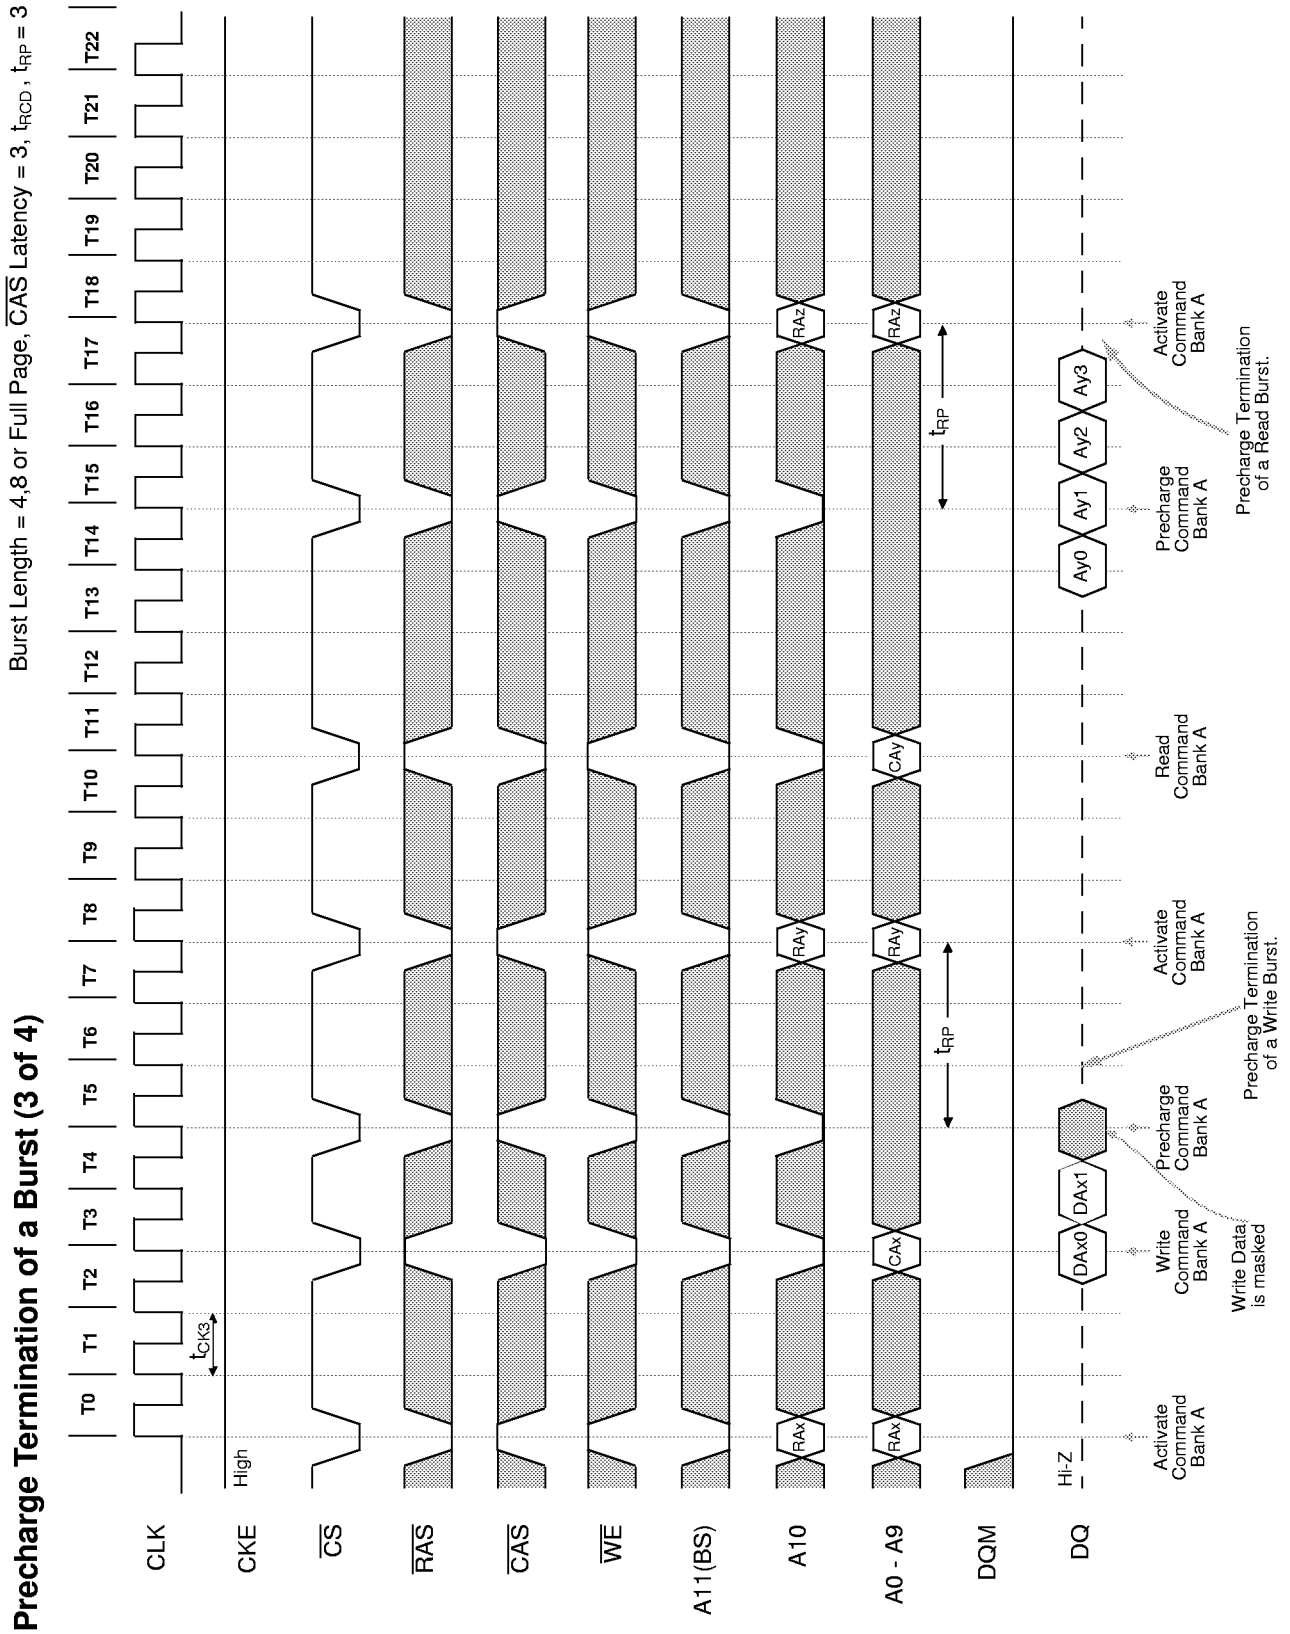 Precharge Termination of a Burst (3 of 4)
Burst Length = 4,8 or Full Page, CAS Latency = 3, tRCD, tRP = 3
T0 T1 T2 T3 T4 T5 T6 T7 T8 T9 T10 T11 T12 T13 T14 T15 T16 T17 T18 T19 T20 T21 T22
CLK
tCK3
CKE
High
CS
RAS
CAS
WE
A11(BS)
A10
RAx
RAy
RAz
A0 - A9
RAx
CAx
RAy
CAy
RAz
tRP
tRP
DQM
DQ
Hi-Z
DAx0
DAx1
Ay0
Ay1
Ay2
Ay3
Activate
Command
Bank A
Write
Command
Bank A
Precharge
Command
Bank A
Activate
Command
Bank A
Read
Command
Bank A
Precharge
Command
Bank A
Activate
Command
Bank A
Write Data
is masked
Precharge Termination
of a Write Burst.
Precharge Termination
of a Read Burst.